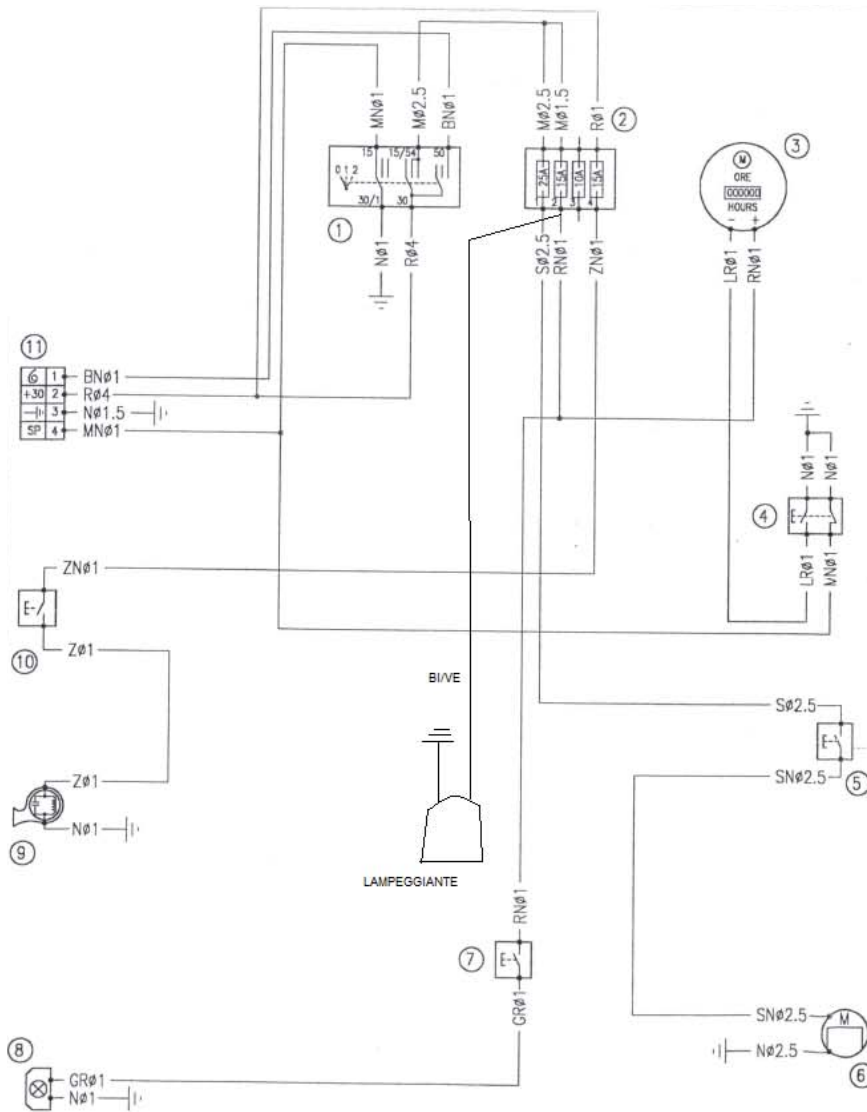 MNø1
Mø2.5
BNø1
Mø2.5
Mø1.5
Rø1
2
3
M
ORE
000000
HOURS
- +
15
15/54
50
0 1 2
30/1
30
25A
15A
10A
15A
1 2 3 4
1
Nø1
Rø4
Sø2.5
RNø1
ZNø1
LRø1
RNø1
11
1 BNø1
+30 2 Rø4
3 Nø1.5
SP 4 MNø1
Nø1
Nø1
4
E
LRø1
MNø1
ZNø1
E
10
Zø1
BI/VE
Sø2.5
E
5
SNø2.5
Zø1
Nø1
9
LAMPEGGIANTE
RNø1
7
E
GRø1
SNø2.5
M
Nø2.5
6
8
GRø1
Nø1